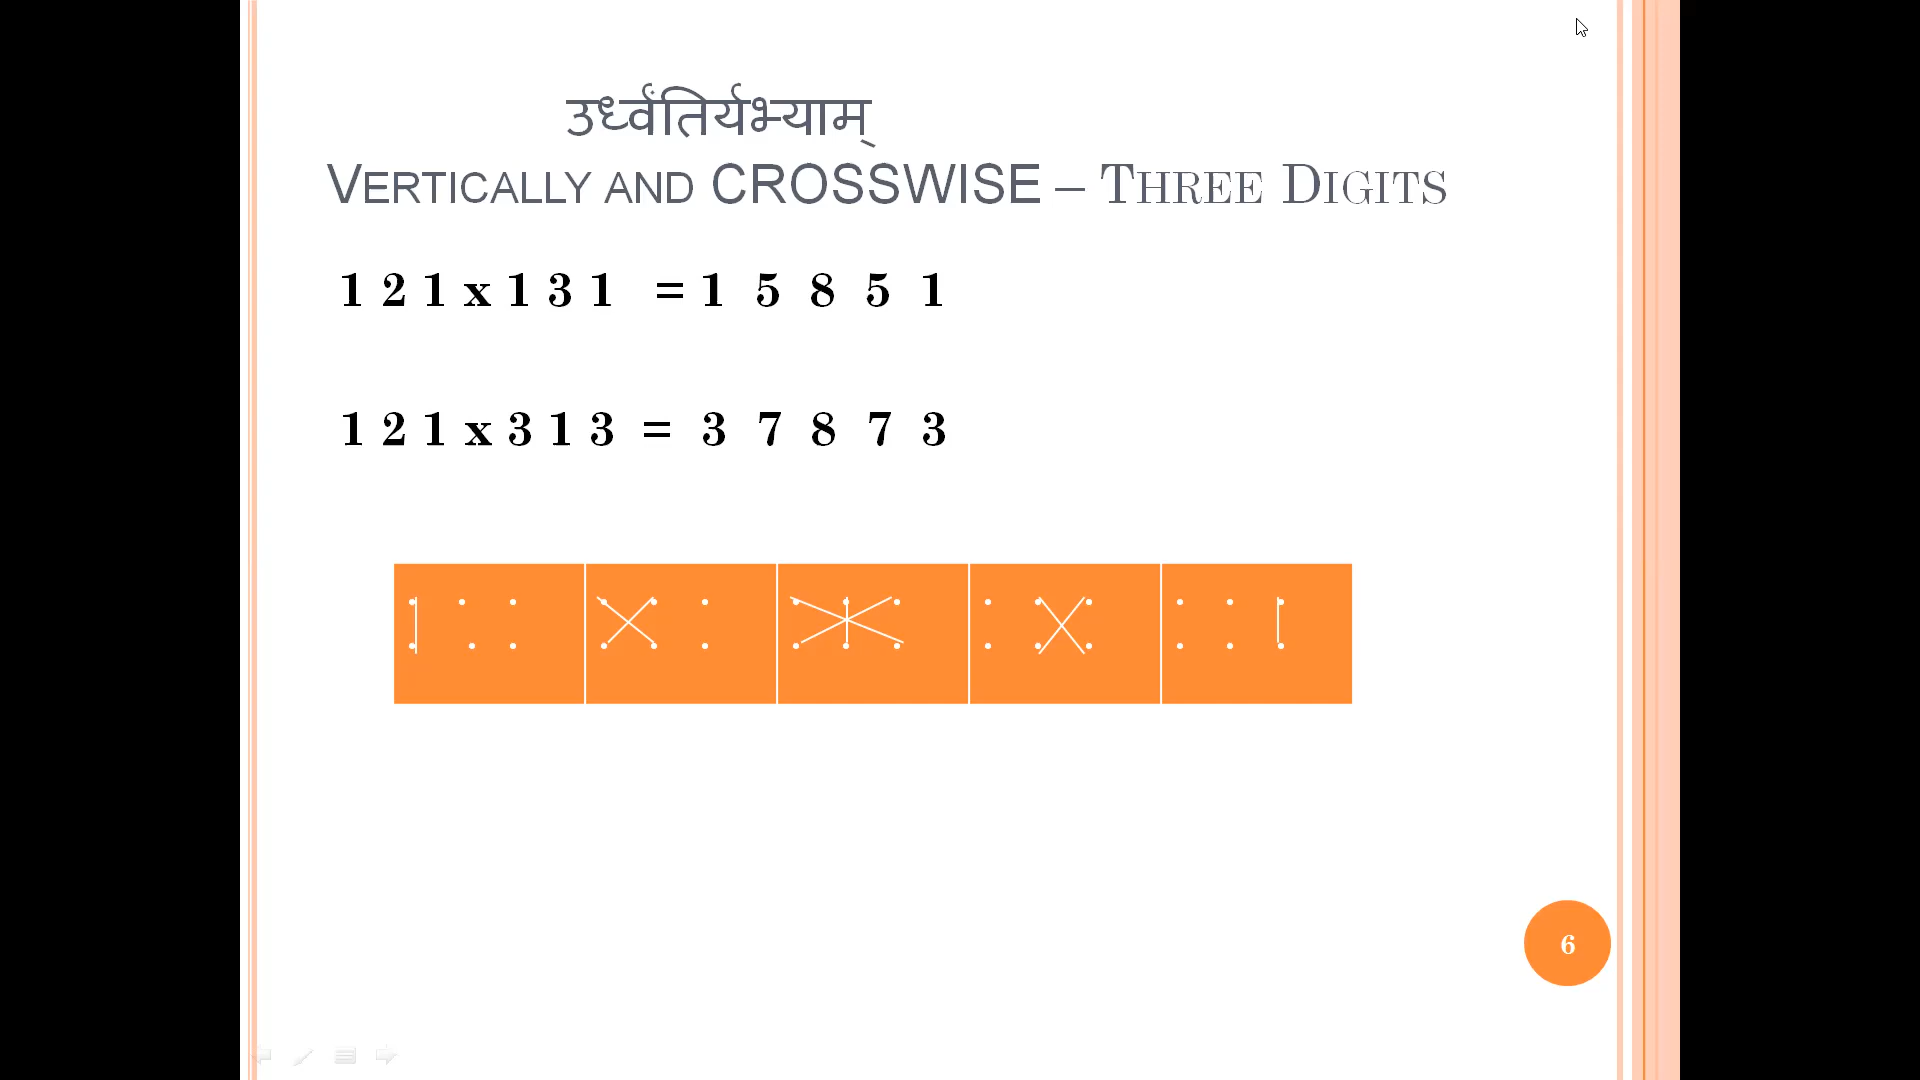 उर्ध्वंतिर्यभ्याम्
VERTICALLY AND CROSSWISE – THREE DIGITS
1 2 1 x 1 3 1 = 1 5 8 5 1
1 2 1 x 3 1 3 = 3 7 8 7 3
6